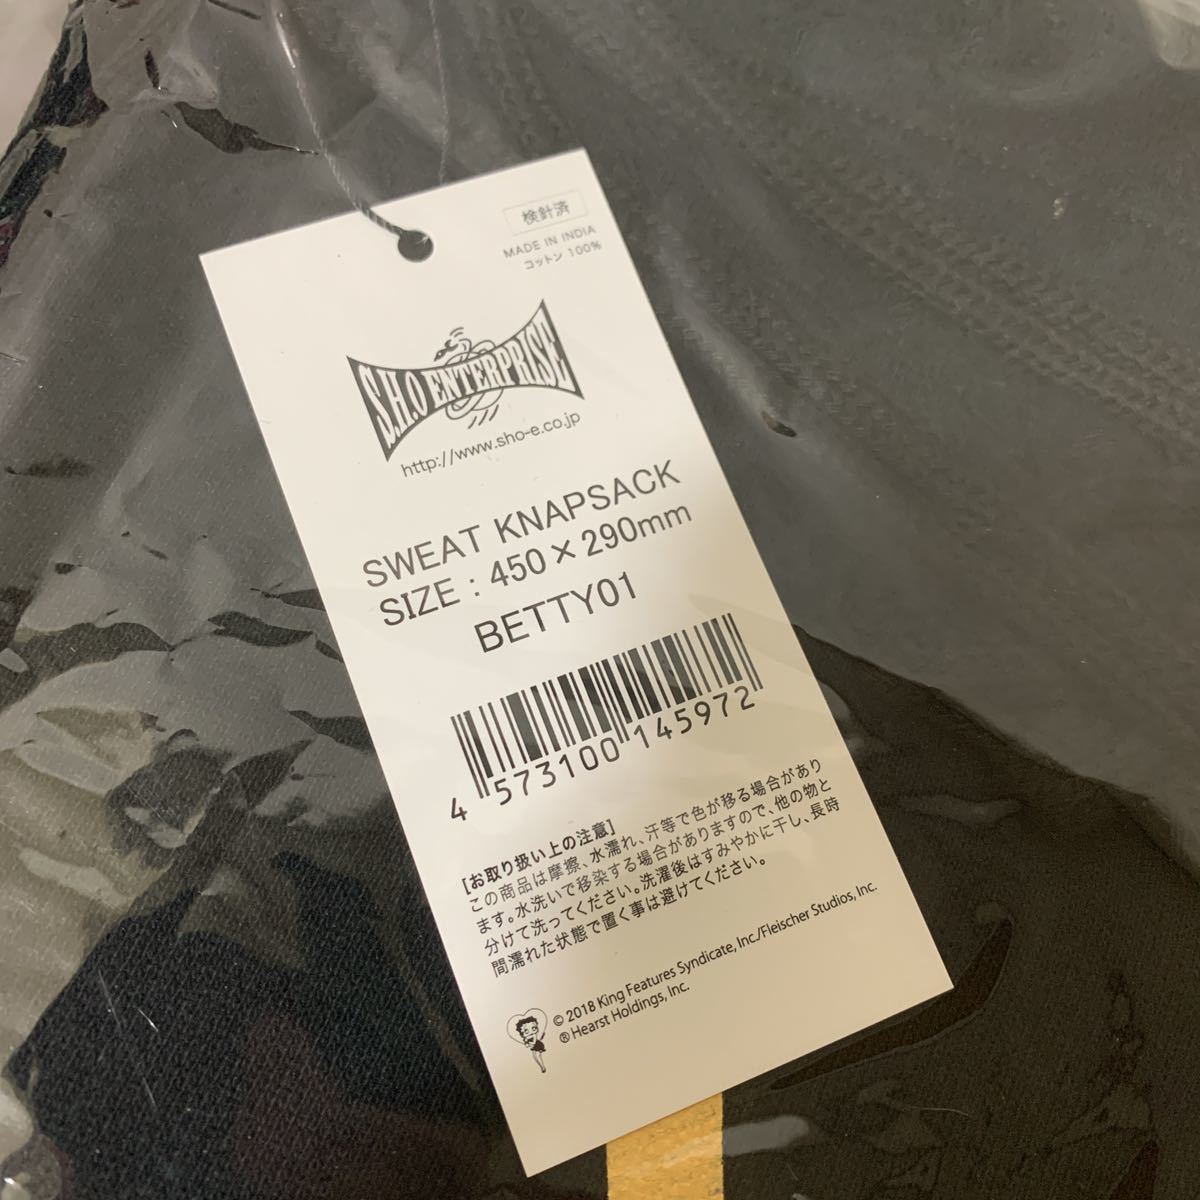 検針済
MADE IN INDIA
コットン 100%
S.H.O ENTERPRISE
http://www.sho-e.co.jp
SWEAT KNAPSACK
SIZE : 450×290mm
BETTY01
4 573100 145972
[お取り扱い上の注意]
この商品は摩擦、水濡れ、汗等で色が移る場合があり
ます。水洗いで移染する場合がありますので、他の物と
分けて洗ってください。洗濯後はすみやかに干し、長時
間濡れた状態で置く事は避けてください。
© 2018 King Features Syndicate, Inc./Fleischer Studios, Inc.
® Hearst Holdings, Inc.